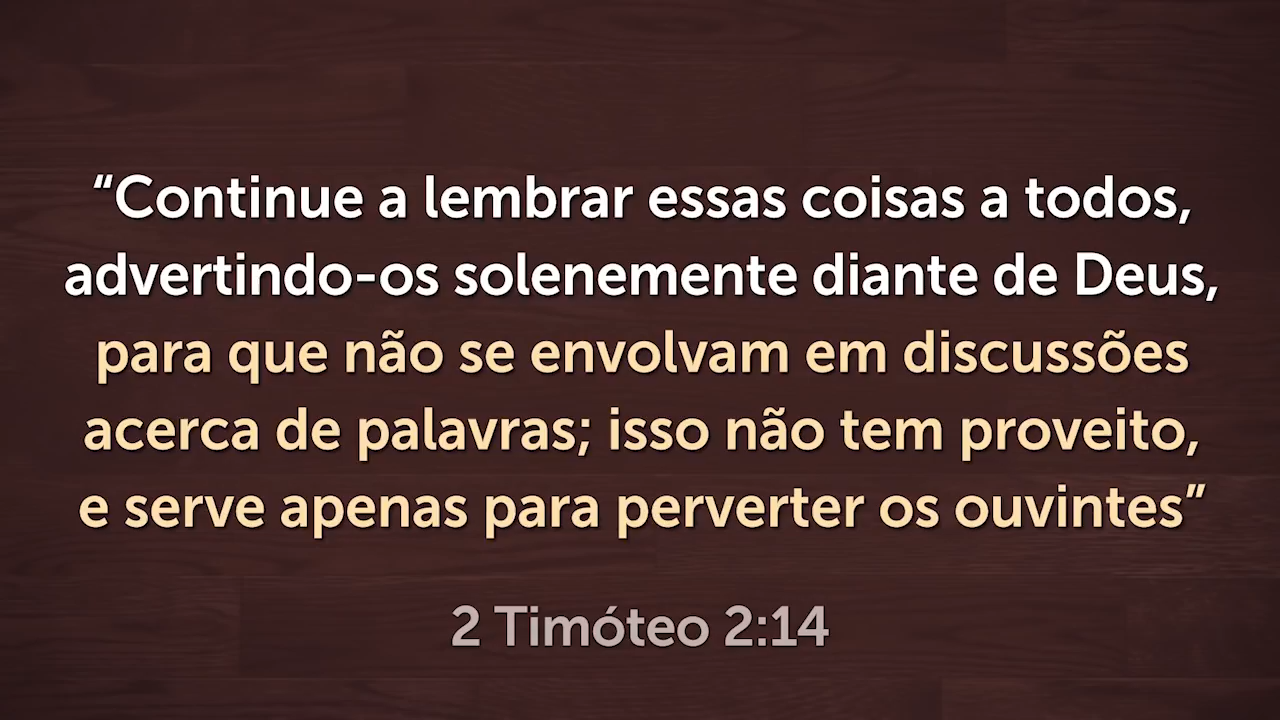 “Continue a lembrar essas coisas a todos,
advertindo-os solenemente diante de Deus,
para que não se envolvam em discussões
acerca de palavras; isso não tem proveito,
e serve apenas para perverter os ouvintes”
2 Timóteo 2:14